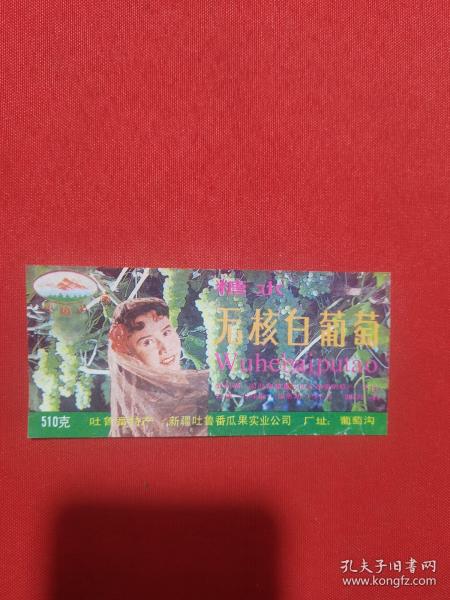 糖水
无核白葡萄
Wuhebaiputao
510克 吐鲁番特产 新疆吐鲁番瓜果实业公司 厂址：葡萄沟
孔夫子旧书网
www.kongfz.com